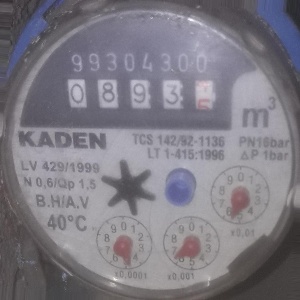 99304300
0893
m³
KADEN
TCS 142/92-1136 PN16bar
LV 429/1999 LT 1-415:1996 ΔP 1bar
N 0,6/Qp 1,5
B.H/A.V
40°C
x0,01
x0,0001
x0,001